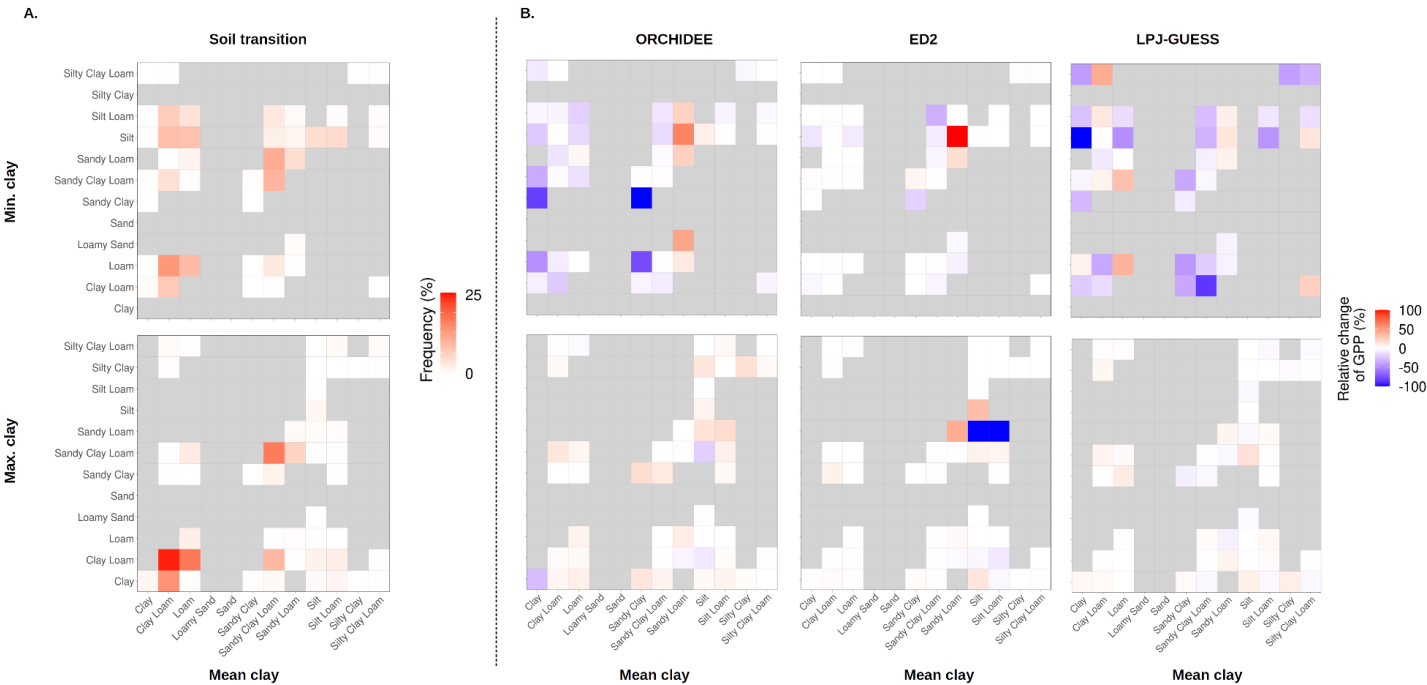 A.
B.
Soil transition
ORCHIDEE
ED2
LPJ-GUESS
Min. clay
Silty Clay Loam
Silty Clay
Silt Loam
Silt
Sandy Loam
Sandy Clay Loam
Sandy Clay
Sand
Loamy Sand
Loam
Clay Loam
Clay
Frequency (%)
25
0
Relative change
of GPP (%)
100
50
0
-50
-100
Max. clay
Silty Clay Loam
Silty Clay
Silt Loam
Silt
Sandy Loam
Sandy Clay Loam
Sandy Clay
Sand
Loamy Sand
Loam
Clay Loam
Clay
Clay
Clay Loam
Loam
Loamy Sand
Sand
Sandy Clay
Sandy Clay Loam
Sandy Loam
Silt
Silt Loam
Silty Clay
Silty Clay Loam
Clay
Clay Loam
Loam
Loamy Sand
Sand
Sandy Clay
Sandy Clay Loam
Sandy Loam
Silt
Silt Loam
Silty Clay
Silty Clay Loam
Clay
Clay Loam
Loam
Loamy Sand
Sand
Sandy Clay
Sandy Clay Loam
Sandy Loam
Silt
Silt Loam
Silty Clay
Silty Clay Loam
Clay
Clay Loam
Loam
Loamy Sand
Sand
Sandy Clay
Sandy Clay Loam
Sandy Loam
Silt
Silt Loam
Silty Clay
Silty Clay Loam
Mean clay
Mean clay
Mean clay
Mean clay